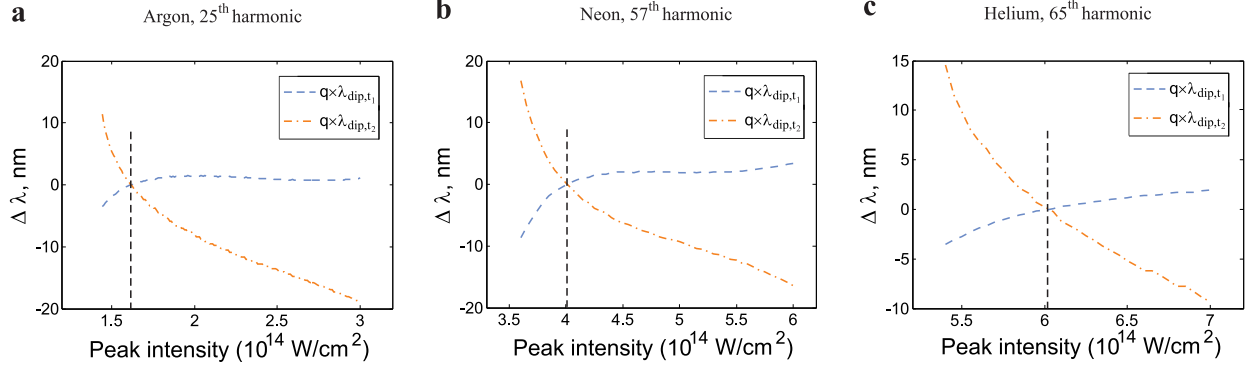 a
Argon, 25th harmonic
20
10
0
-10
-20
Δ λ, nm
q×λdip,t1
q×λdip,t2
1.5
2
2.5
3
Peak intensity (10^14 W/cm^2)
b
Neon, 57th harmonic
20
10
0
-10
-20
Δ λ, nm
q×λdip,t1
q×λdip,t2
3.5
4
4.5
5
5.5
6
Peak intensity (10^14 W/cm^2)
c
Helium, 65th harmonic
15
10
5
0
-5
-10
Δ λ, nm
q×λdip,t1
q×λdip,t2
5.5
6
6.5
7
Peak intensity (10^14 W/cm^2)